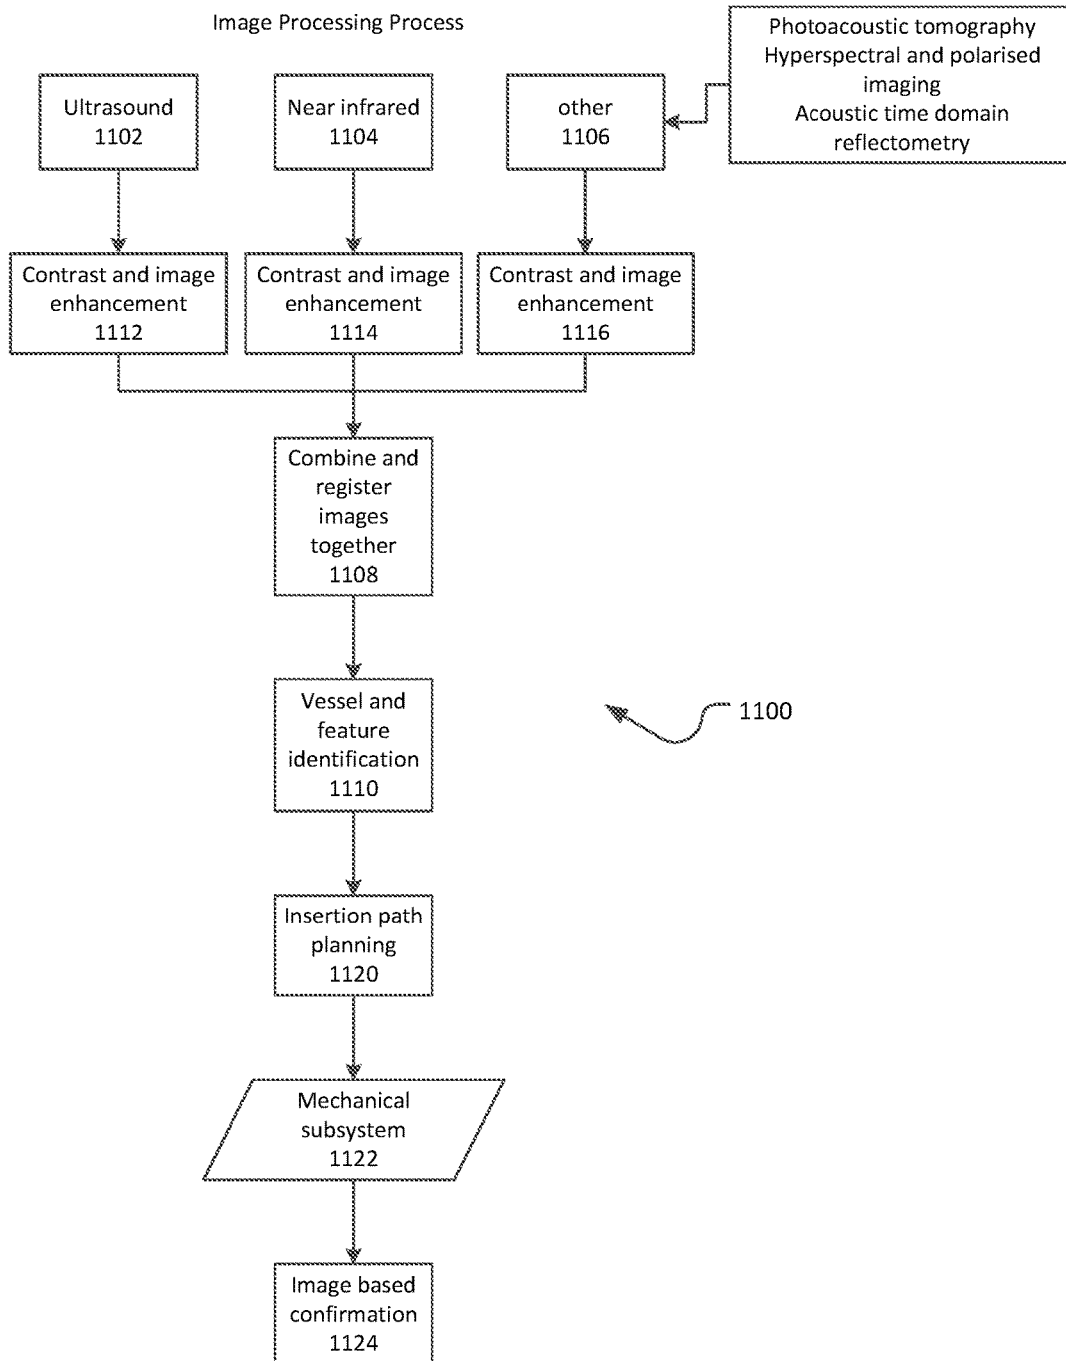 Image Processing Process
Photoacoustic tomography
Hyperspectral and polarised
imaging
Acoustic time domain
reflectometry
Ultrasound
1102
Near infrared
1104
other
1106
Contrast and image
enhancement
1112
Contrast and image
enhancement
1114
Contrast and image
enhancement
1116
Combine and
register
images
together
1108
Vessel and
feature
identification
1110
1100
Insertion path
planning
1120
Mechanical
subsystem
1122
Image based
confirmation
1124